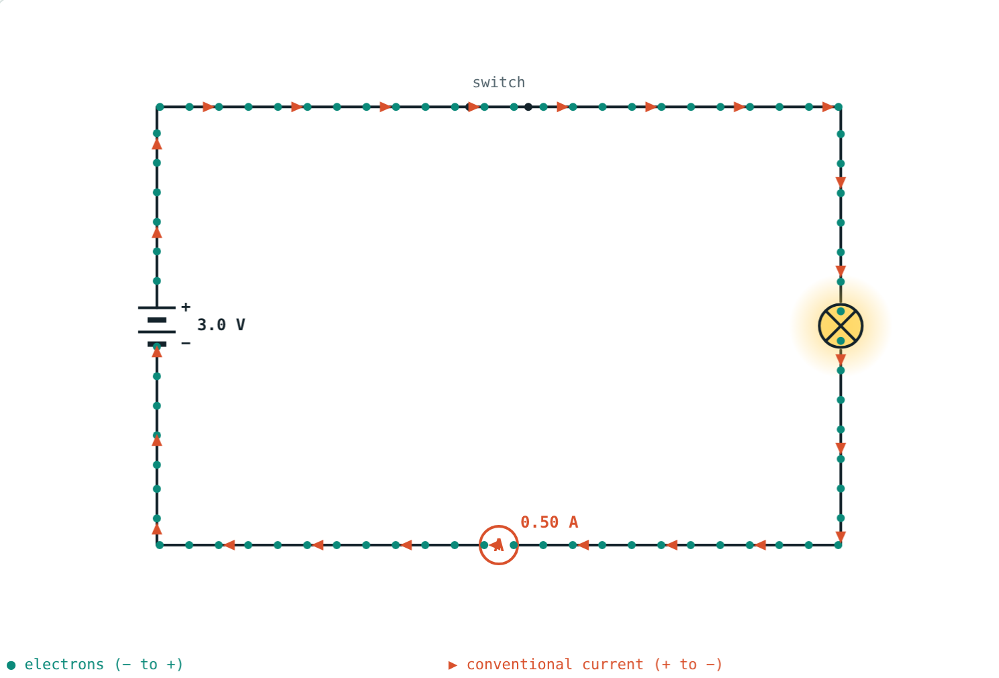 switch
+
3.0 V
−
0.50 A
A
electrons (− to +)
conventional current (+ to −)